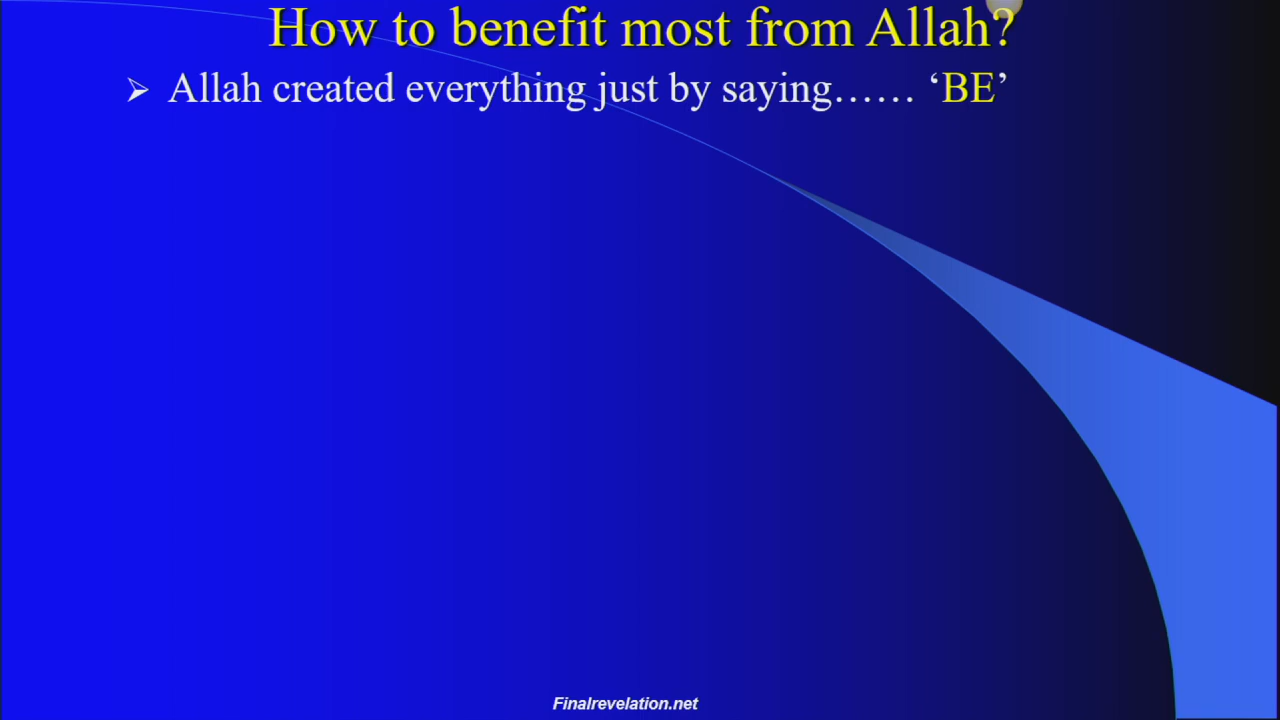 How to benefit most from Allah?
➢ Allah created everything just by saying…… ‘BE’
Finalrevelation.net